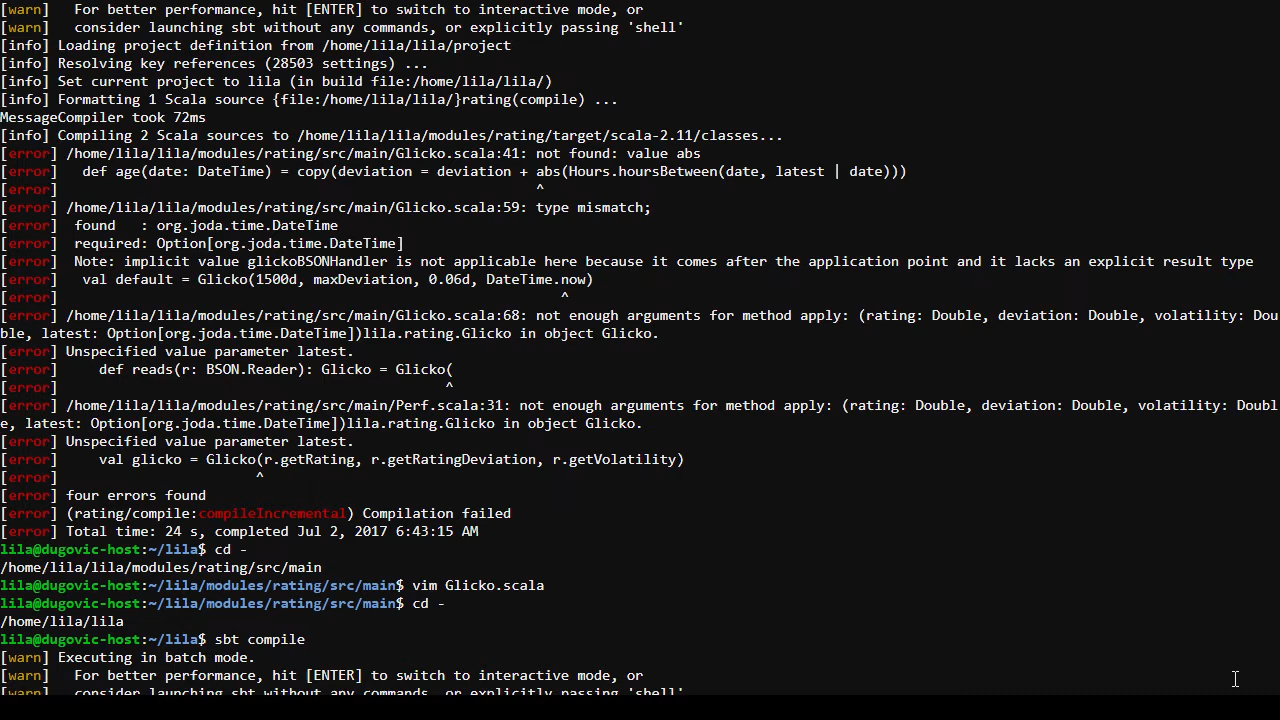 [warn]   For better performance, hit [ENTER] to switch to interactive mode, or
[warn]   consider launching sbt without any commands, or explicitly passing 'shell'
[info] Loading project definition from /home/lila/lila/project
[info] Resolving key references (28503 settings) ...
[info] Set current project to lila (in build file:/home/lila/lila/)
[info] Formatting 1 Scala source {file:/home/lila/lila/}rating(compile) ...
MessageCompiler took 72ms
[info] Compiling 2 Scala sources to /home/lila/lila/modules/rating/target/scala-2.11/classes...
[error] /home/lila/lila/modules/rating/src/main/Glicko.scala:41: not found: value abs
[error]   def age(date: DateTime) = copy(deviation = deviation + abs(Hours.hoursBetween(date, latest | date)))
[error]                                                          ^
[error] /home/lila/lila/modules/rating/src/main/Glicko.scala:59: type mismatch;
[error]  found   : org.joda.time.DateTime
[error]  required: Option[org.joda.time.DateTime]
[error]  Note: implicit value glickoBSONHandler is not applicable here because it comes after the application point and it lacks an explicit result type
[error]   val default = Glicko(1500d, maxDeviation, 0.06d, DateTime.now)
[error]                                                             ^
[error] /home/lila/lila/modules/rating/src/main/Glicko.scala:68: not enough arguments for method apply: (rating: Double, deviation: Double, volatility: Dou
ble, latest: Option[org.joda.time.DateTime])lila.rating.Glicko in object Glicko.
[error] Unspecified value parameter latest.
[error]     def reads(r: BSON.Reader): Glicko = Glicko(
[error]                                               ^
[error] /home/lila/lila/modules/rating/src/main/Perf.scala:31: not enough arguments for method apply: (rating: Double, deviation: Double, volatility: Doubl
e, latest: Option[org.joda.time.DateTime])lila.rating.Glicko in object Glicko.
[error] Unspecified value parameter latest.
[error]     val glicko = Glicko(r.getRating, r.getRatingDeviation, r.getVolatility)
[error]                        ^
[error] four errors found
[error] (rating/compile:compileIncremental) Compilation failed
[error] Total time: 24 s, completed Jul 2, 2017 6:43:15 AM
lila@dugovic-host:~/lila$ cd -
/home/lila/lila/modules/rating/src/main
lila@dugovic-host:~/lila/modules/rating/src/main$ vim Glicko.scala
lila@dugovic-host:~/lila/modules/rating/src/main$ cd -
/home/lila/lila
lila@dugovic-host:~/lila$ sbt compile
[warn] Executing in batch mode.
[warn]   For better performance, hit [ENTER] to switch to interactive mode, or
[warn]   consider launching sbt without any commands, or explicitly passing 'shell'